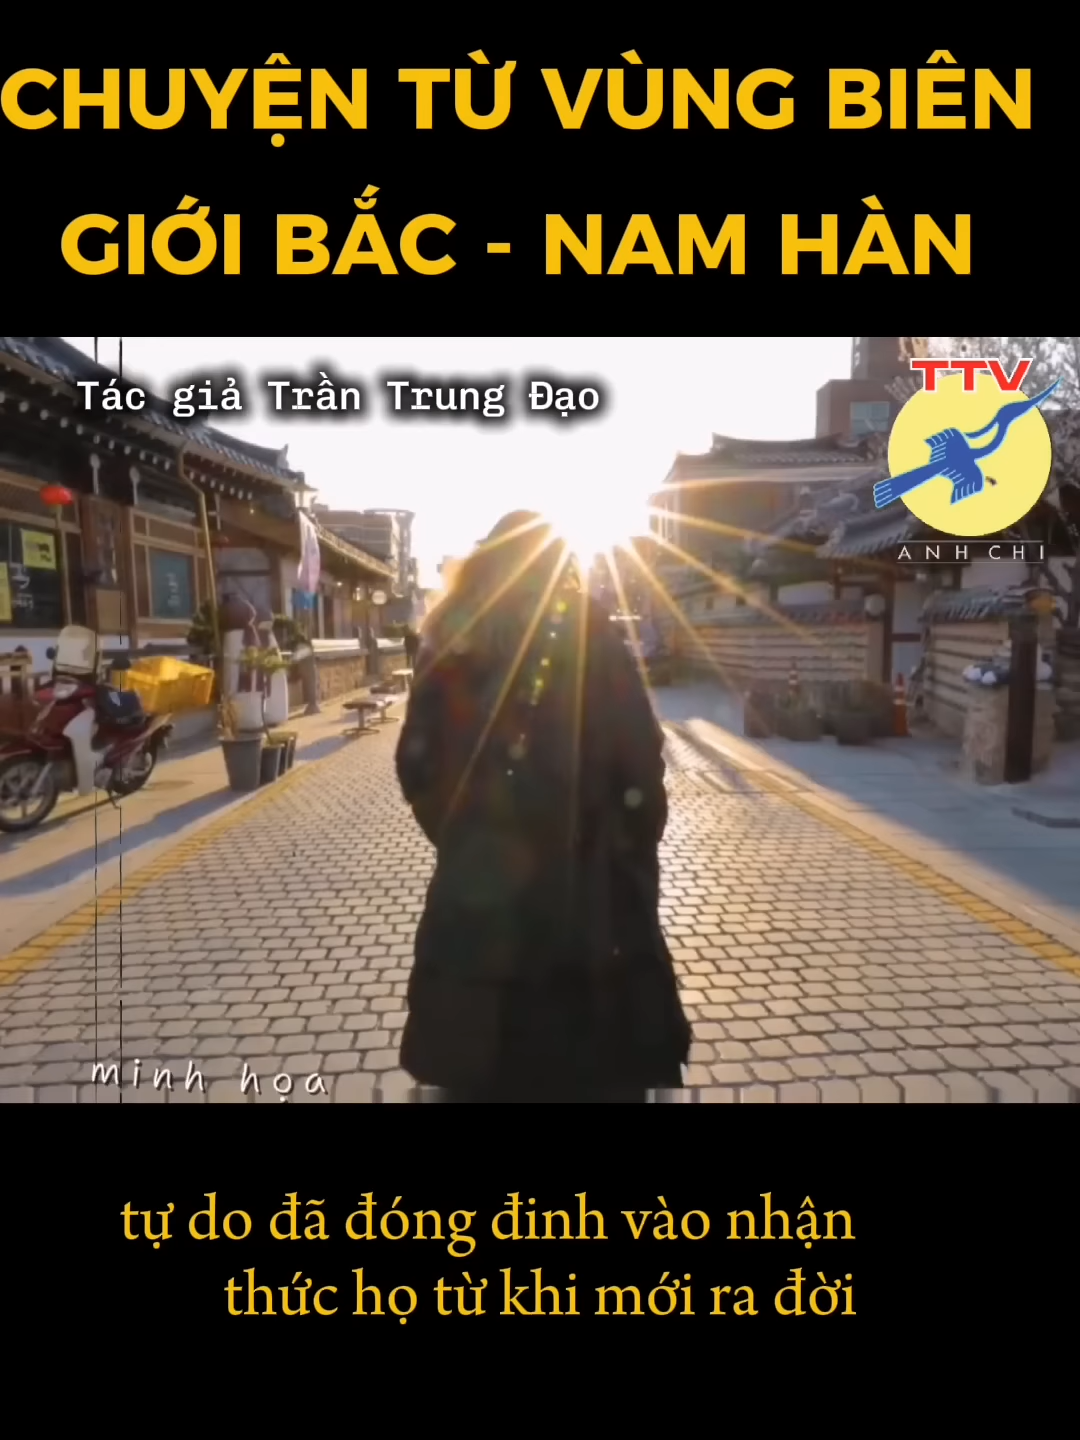 CHUYỆN TỪ VÙNG BIÊN
GIỚI BẮC - NAM HÀN
Tác giả Trần Trung Đạo
TTV
ANH CHI
minh họa
tự do đã đóng đinh vào nhận
thức họ từ khi mới ra đời